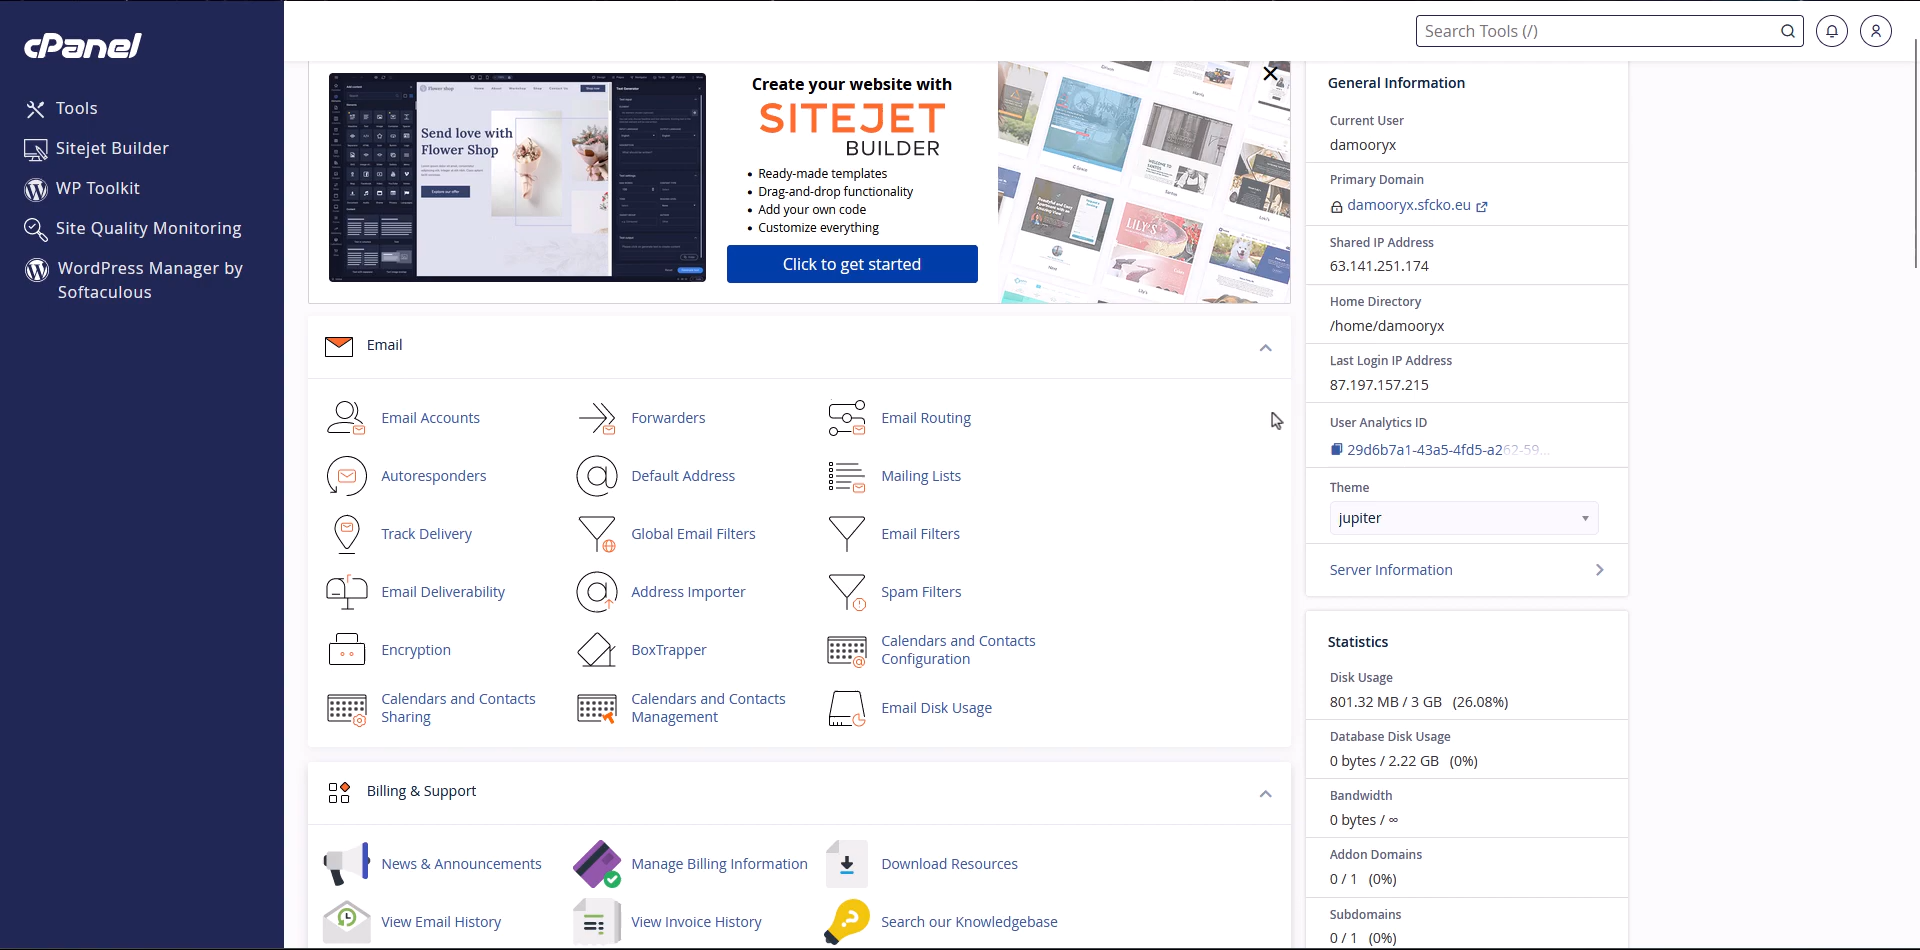 cPanel
Search Tools (/)
Tools
Sitejet Builder
WP Toolkit
Site Quality Monitoring
WordPress Manager by
Softaculous
Flower shop
Send love with
Flower Shop
Create your website with
SITEJET
BUILDER
• Ready-made templates
• Drag-and-drop functionality
• Add your own code
• Customize everything
Click to get started
LILY'S
Email
Email Accounts
Forwarders
Email Routing
Autoresponders
Default Address
Mailing Lists
Track Delivery
Global Email Filters
Email Filters
Email Deliverability
Address Importer
Spam Filters
Encryption
BoxTrapper
Calendars and Contacts
Configuration
Calendars and Contacts
Sharing
Calendars and Contacts
Management
Email Disk Usage
Billing & Support
News & Announcements
Manage Billing Information
Download Resources
View Email History
View Invoice History
Search our Knowledgebase
General Information
Current User
damooryx
Primary Domain
damooryx.sfcko.eu
Shared IP Address
63.141.251.174
Home Directory
/home/damooryx
Last Login IP Address
87.197.157.215
User Analytics ID
29d6b7a1-43a5-4fd5-a262-59...
Theme
jupiter
Server Information
Statistics
Disk Usage
801.32 MB / 3 GB (26.08%)
Database Disk Usage
0 bytes / 2.22 GB (0%)
Bandwidth
0 bytes / ∞
Addon Domains
0 / 1 (0%)
Subdomains
0 / 1 (0%)